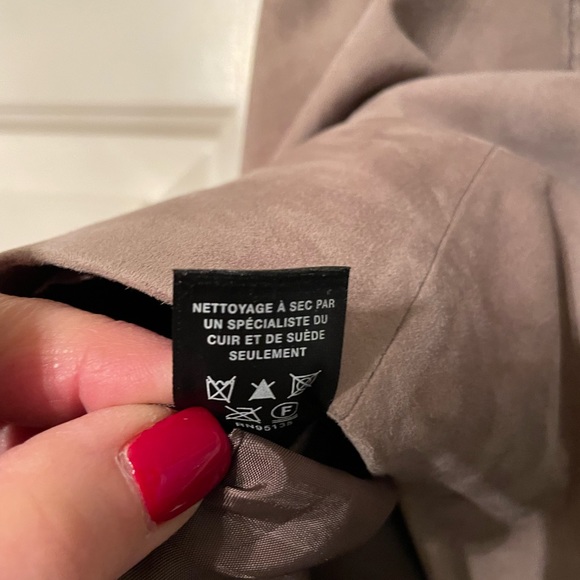 NETTOYAGE À SEC PAR
UN SPÉCIALISTE DU
CUIR ET DE SUÈDE
SEULEMENT
F